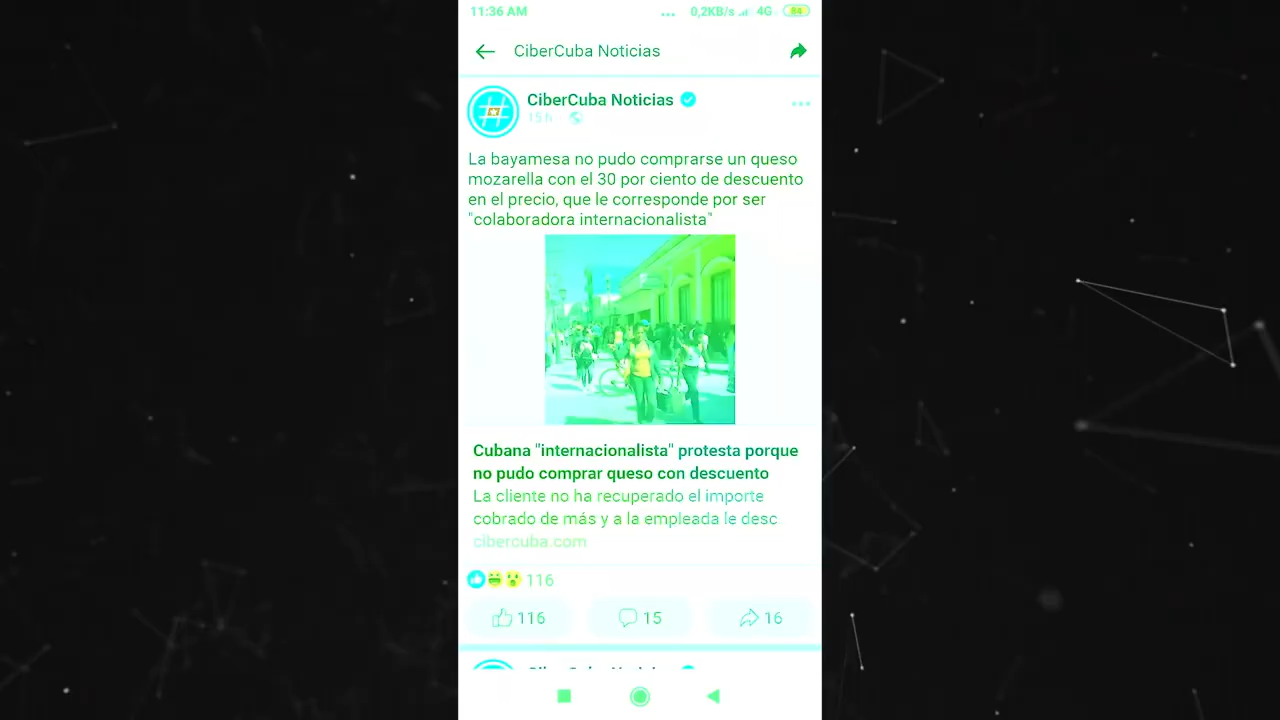 11:36 AM
0,2KB/s 4G 84
CiberCuba Noticias
CiberCuba Noticias
15 h
La bayamesa no pudo comprarse un queso
mozarella con el 30 por ciento de descuento
en el precio, que le corresponde por ser
"colaboradora internacionalista"
Cubana "internacionalista" protesta porque
no pudo comprar queso con descuento
La cliente no ha recuperado el importe
cobrado de más y a la empleada le desc
cibercuba.com
116
116 15 16